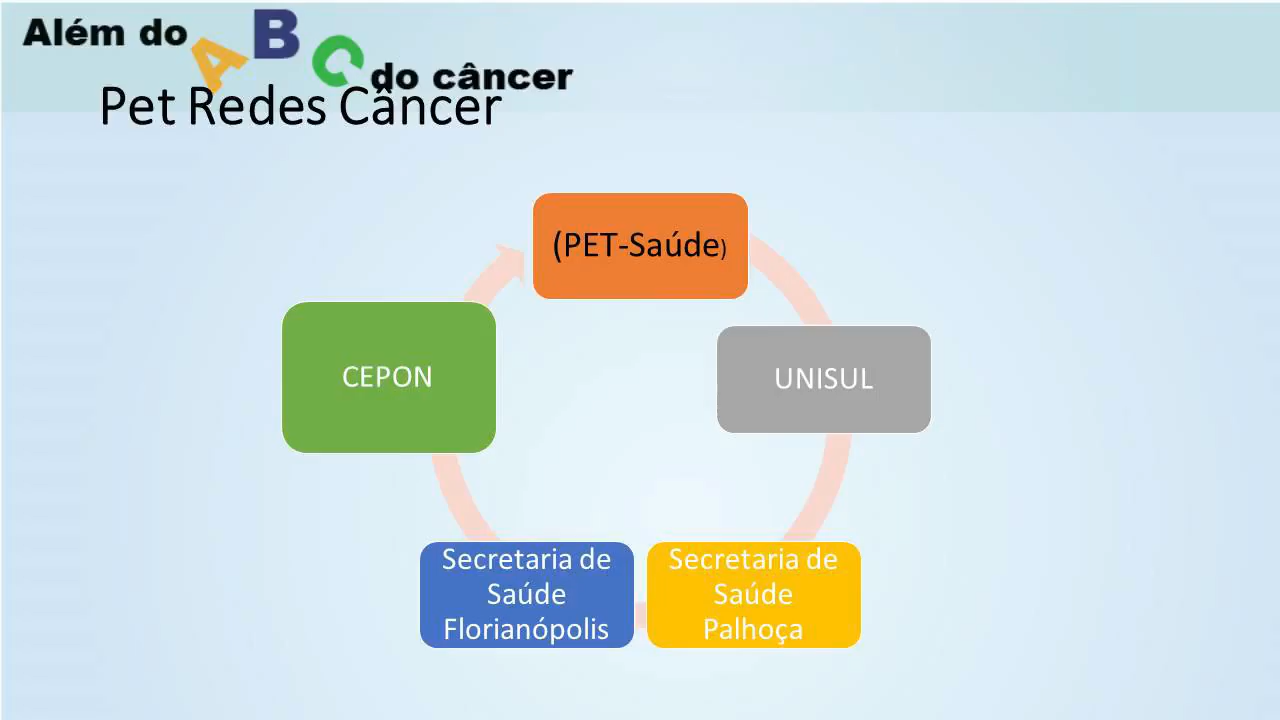 Além do ABC do câncer
Pet Redes Câncer
(PET-Saúde)
CEPON
UNISUL
Secretaria de
Saúde
Florianópolis
Secretaria de
Saúde
Palhoça